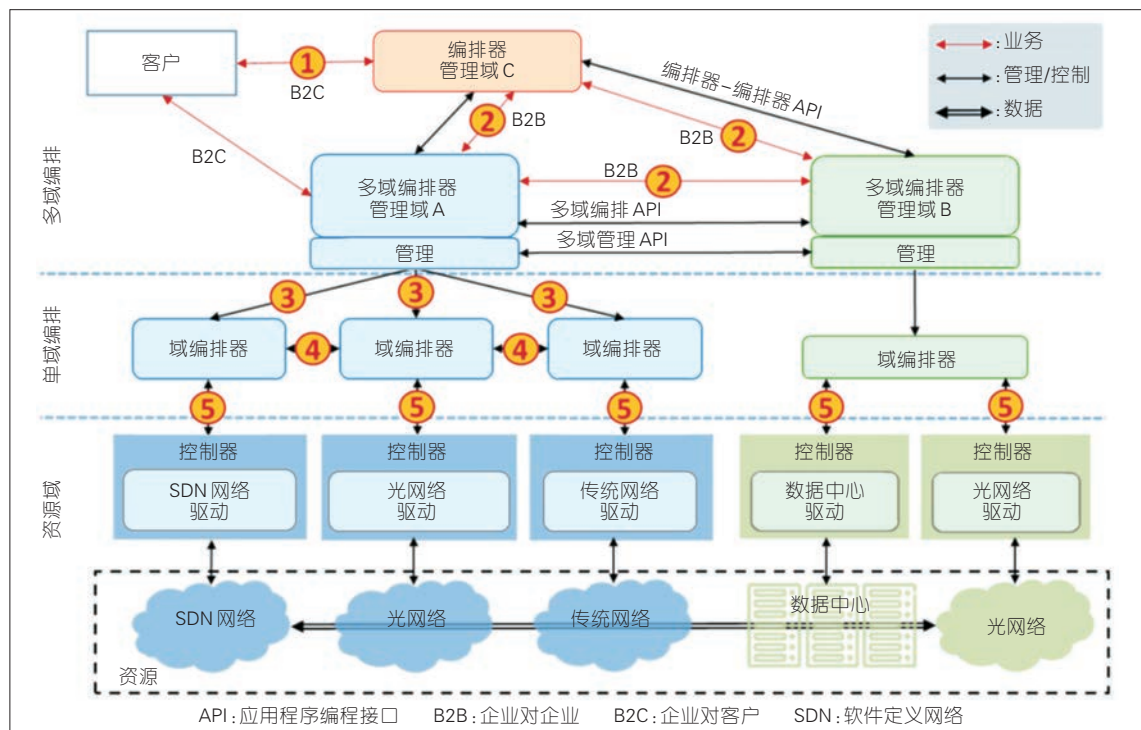 客户
1
B2C
编排器
管理域 C
编排器-编排器 API
:业务
:管理/控制
:数据
B2C
2
B2B
B2B
2
多域编排
多域编排器
管理域 A
B2B
2
多域编排 API
多域管理 API
多域编排器
管理域 B
管理
管理
单域编排
3
3
3
域编排器
4
域编排器
4
域编排器
域编排器
5
5
5
5
5
资源域
控制器
SDN 网络
驱动
控制器
光网络
驱动
控制器
传统网络
驱动
控制器
数据中心
驱动
控制器
光网络
驱动
SDN 网络
光网络
传统网络
数据中心
光网络
资源
API:应用程序编程接口 B2B:企业对企业 B2C:企业对客户 SDN:软件定义网络